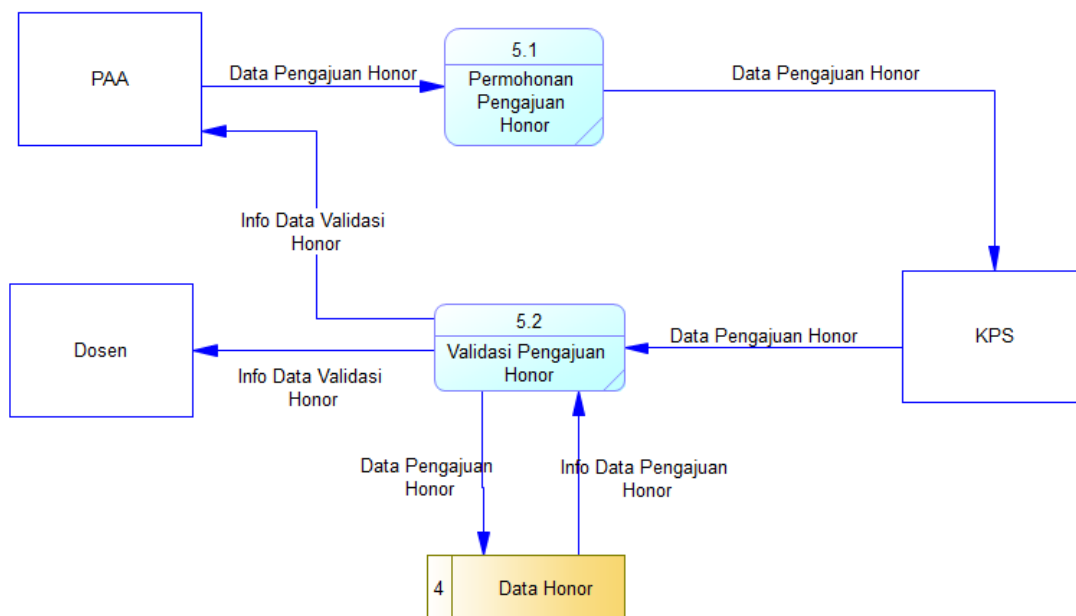 PAA
Data Pengajuan Honor
5.1
Permohonan
Pengajuan
Honor
Data Pengajuan Honor
Info Data Validasi
Honor
Dosen
5.2
Validasi Pengajuan
Honor
Data Pengajuan Honor
KPS
Info Data Validasi
Honor
Data Pengajuan
Honor
Info Data Pengajuan
Honor
4
Data Honor